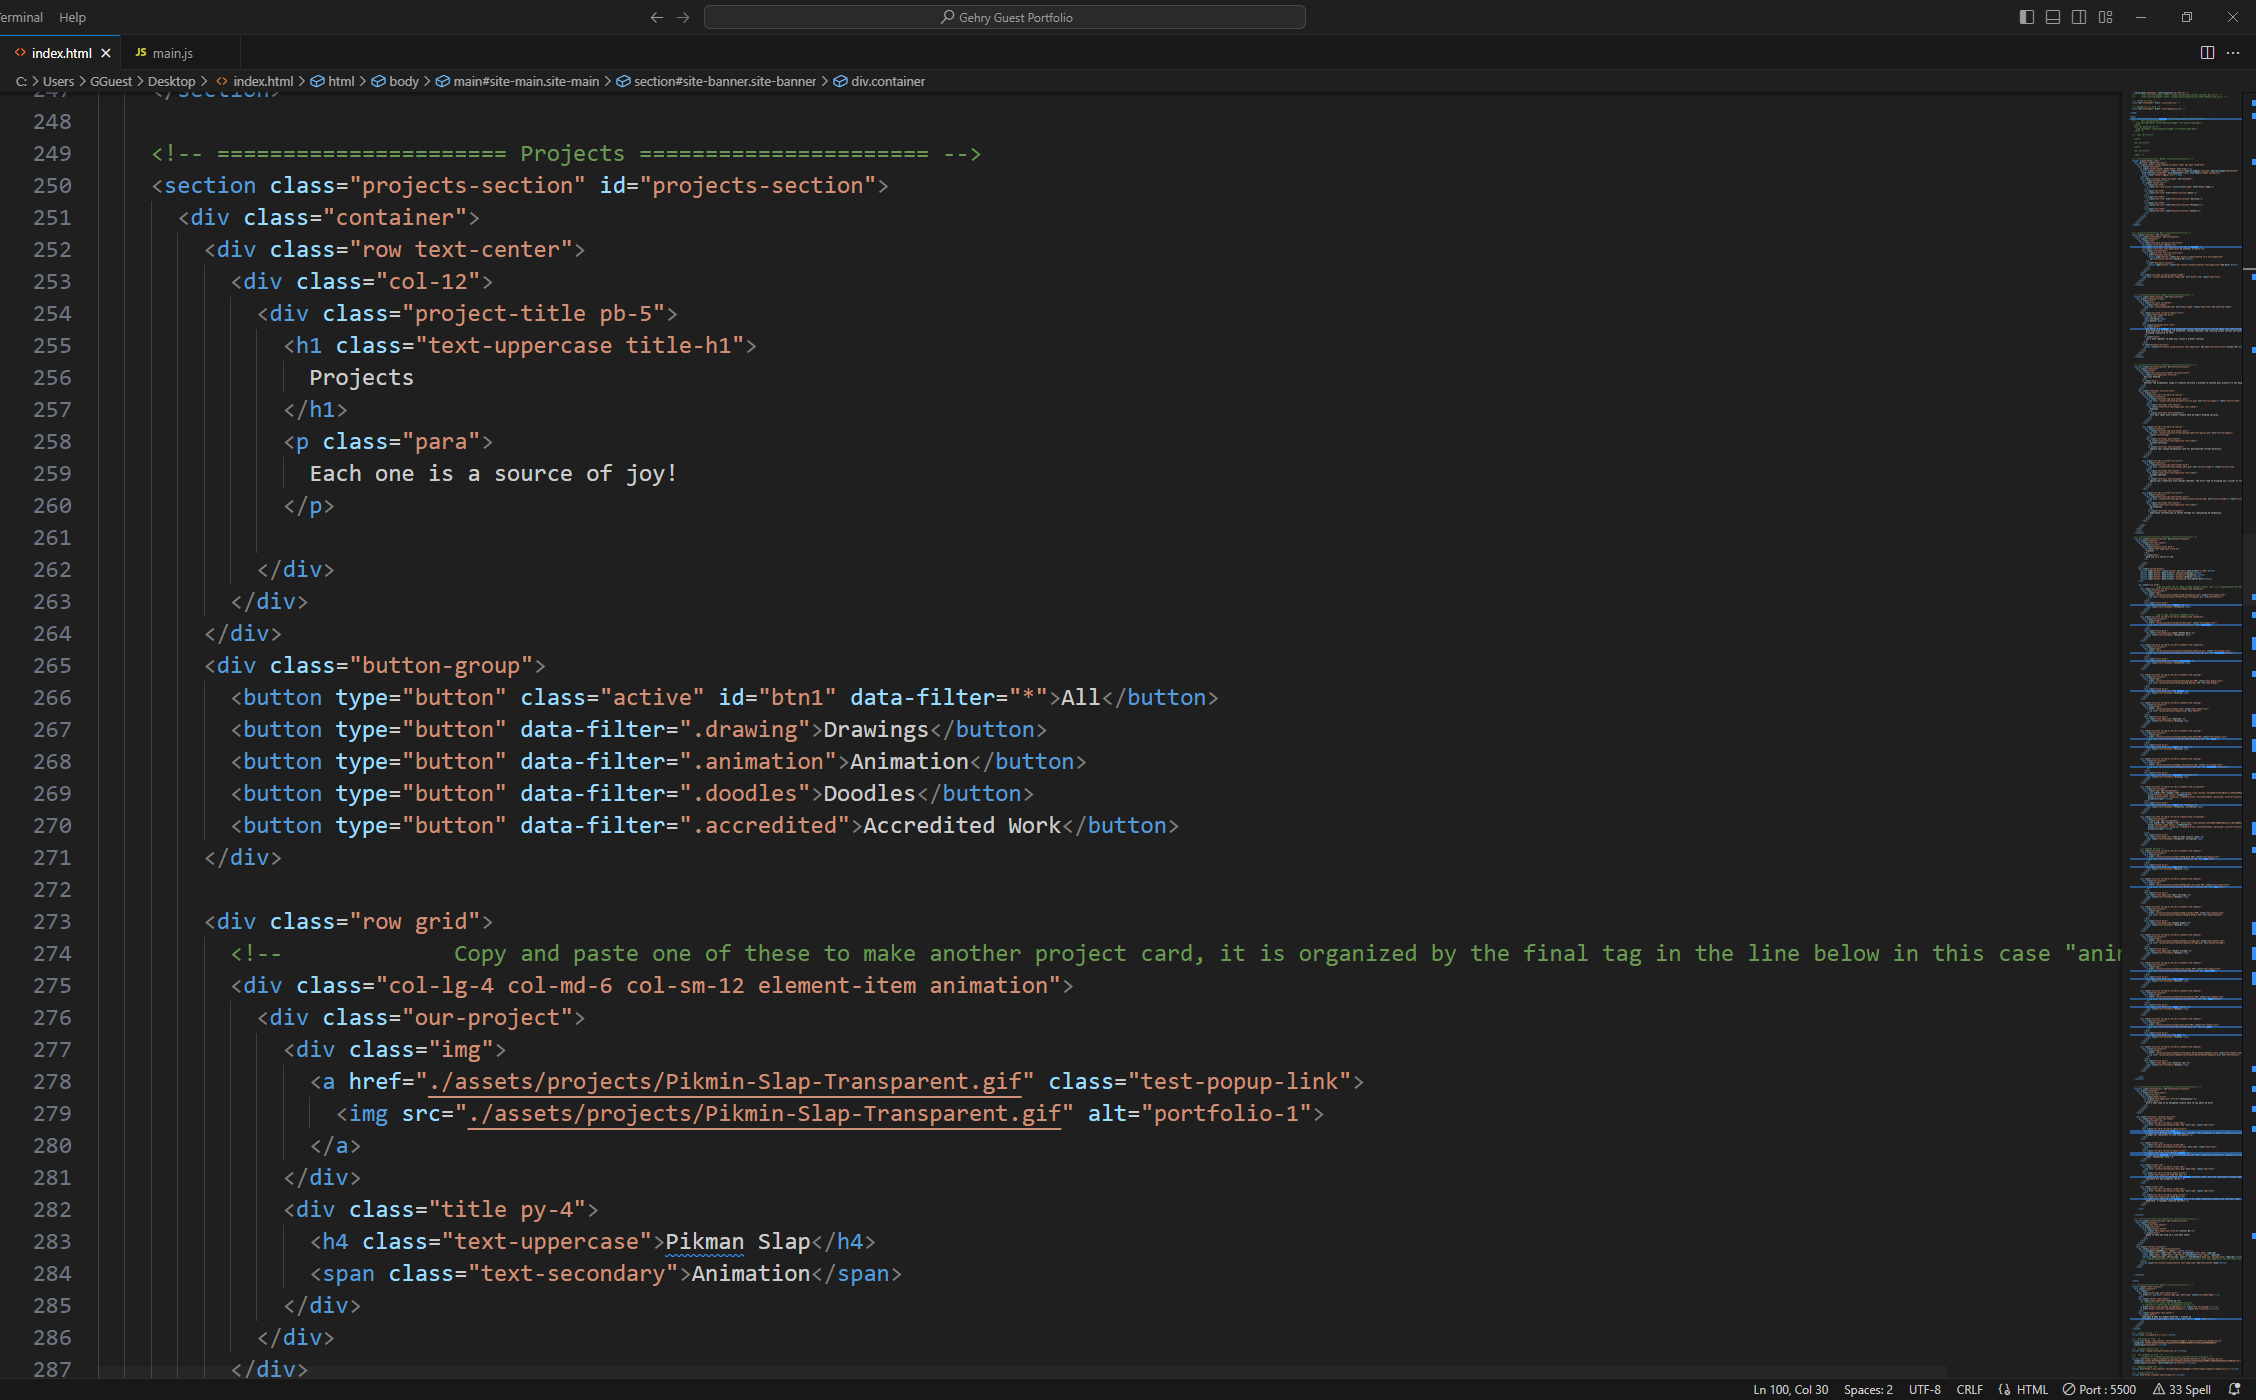 Terminal Help
Gehry Guest Portfolio
index.html
JS main.js
C: > Users > GGuest > Desktop > index.html > html > body > main#site-main.site-main > section#site-banner.site-banner > div.container
247 </section>
248
249 <!-- ====================== Projects ====================== -->
250 <section class="projects-section" id="projects-section">
251 <div class="container">
252 <div class="row text-center">
253 <div class="col-12">
254 <div class="project-title pb-5">
255 <h1 class="text-uppercase title-h1">
256 Projects
257 </h1>
258 <p class="para">
259 Each one is a source of joy!
260 </p>
261
262 </div>
263 </div>
264 </div>
265 <div class="button-group">
266 <button type="button" class="active" id="btn1" data-filter="*">All</button>
267 <button type="button" data-filter=".drawing">Drawings</button>
268 <button type="button" data-filter=".animation">Animation</button>
269 <button type="button" data-filter=".doodles">Doodles</button>
270 <button type="button" data-filter=".accredited">Accredited Work</button>
271 </div>
272
273 <div class="row grid">
274 <!-- Copy and paste one of these to make another project card, it is organized by the final tag in the line below in this case "ani
275 <div class="col-lg-4 col-md-6 col-sm-12 element-item animation">
276 <div class="our-project">
277 <div class="img">
278 <a href="./assets/projects/Pikmin-Slap-Transparent.gif" class="test-popup-link">
279 <img src="./assets/projects/Pikmin-Slap-Transparent.gif" alt="portfolio-1">
280 </a>
281 </div>
282 <div class="title py-4">
283 <h4 class="text-uppercase">Pikman Slap</h4>
284 <span class="text-secondary">Animation</span>
285 </div>
286 </div>
287 </div>
Ln 100, Col 30 Spaces: 2 UTF-8 CRLF HTML Port : 5500 33 Spell